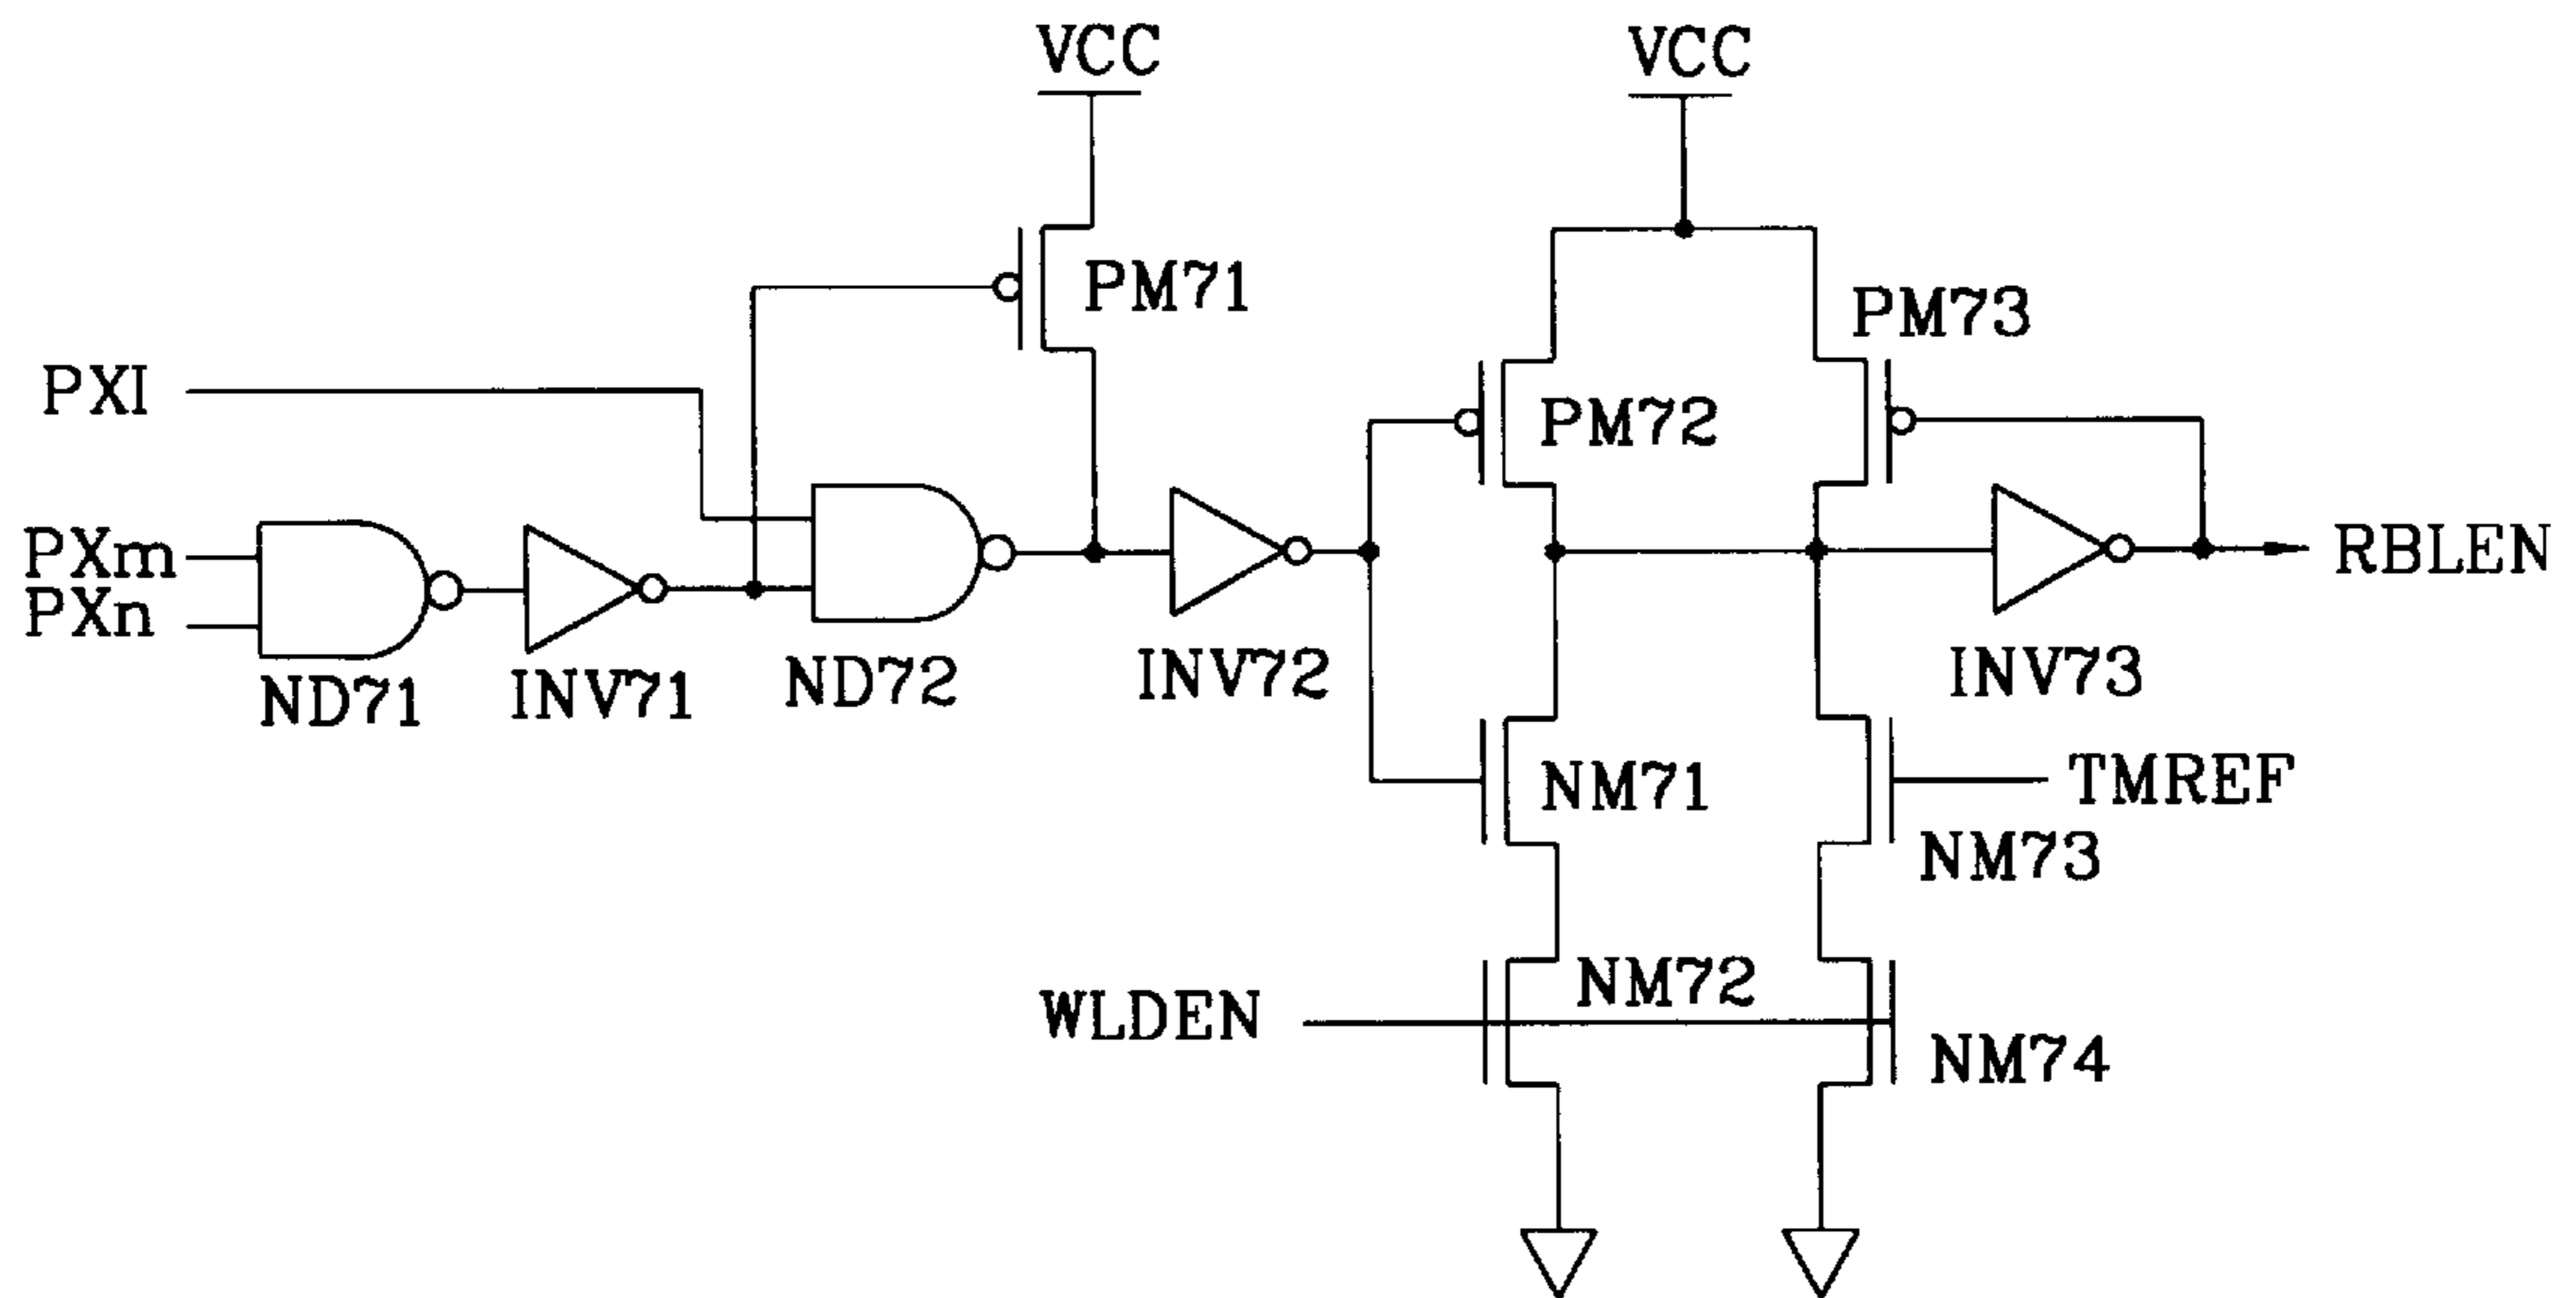 VCC
VCC
PM71
PM73
PXI
PM72
PXm
PXn
RBLEN
ND71
INV71
ND72
INV72
INV73
NM71
TMREF
NM73
WLDEN
NM72
NM74